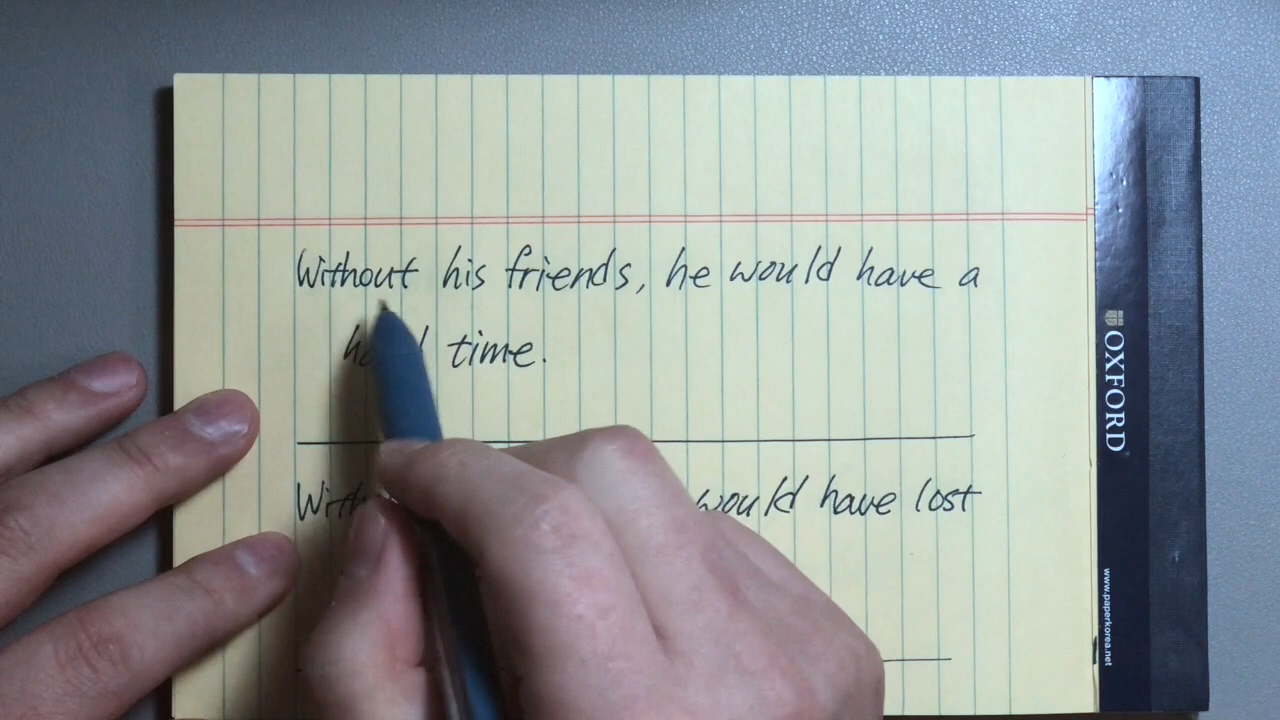 Without his friends, he would have a
time.
would have lost
OXFORD
www.paperkorea.net